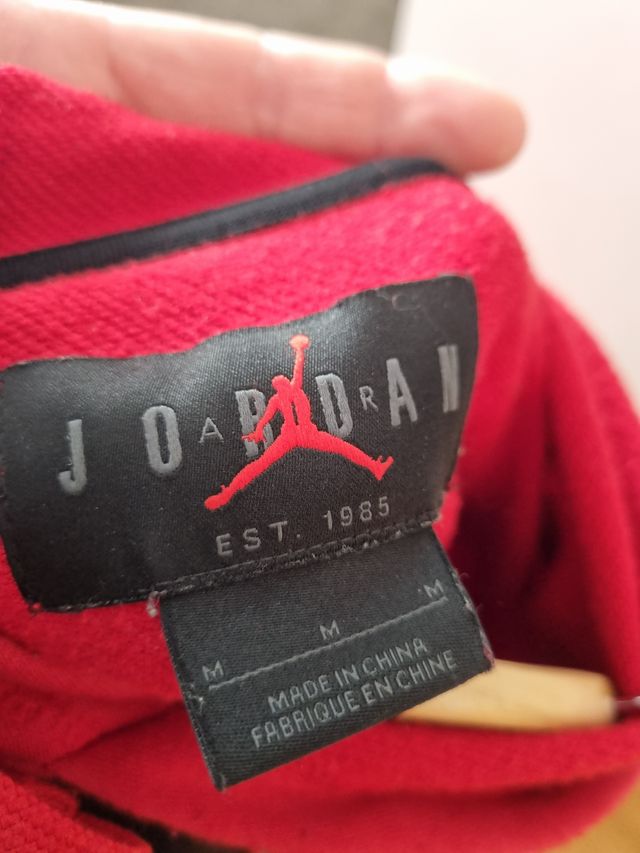 JORDAN
AIR
EST. 1985
M M M
MADE IN CHINA
FABRIQUE EN CHINE